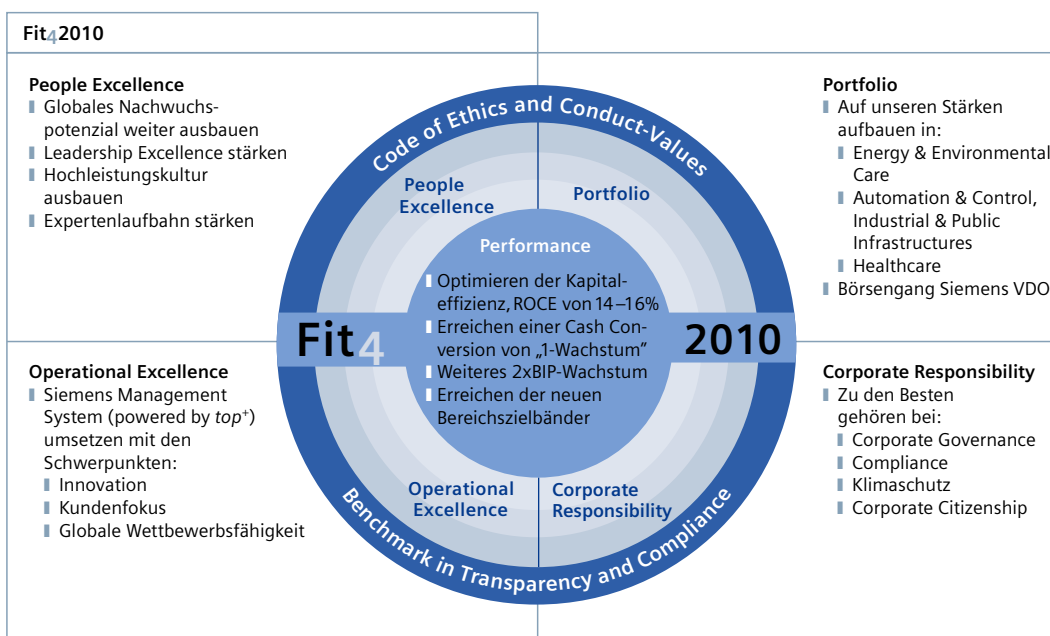 Fit42010
People Excellence
Globales Nachwuchs-
potenzial weiter ausbauen
Leadership Excellence stärken
Hochleistungskultur
ausbauen
Expertenlaufbahn stärken
Portfolio
Auf unseren Stärken
aufbauen in:
Energy & Environmental
Care
Automation & Control,
Industrial & Public
Infrastructures
Healthcare
Börsengang Siemens VDO
Code of Ethics and Conduct-Values
People
Excellence
Portfolio
Performance
Optimieren der Kapital-
effizienz, ROCE von 14–16%
Erreichen einer Cash Con-
version von „1-Wachstum”
Weiteres 2xBIP-Wachstum
Erreichen der neuen
Bereichszielbänder
Fit4 2010
Operational
Excellence
Corporate
Responsibility
Benchmark in Transparency and Compliance
Operational Excellence
Siemens Management
System (powered by top+)
umsetzen mit den
Schwerpunkten:
Innovation
Kundenfokus
Globale Wettbewerbsfähigkeit
Corporate Responsibility
Zu den Besten
gehören bei:
Corporate Governance
Compliance
Klimaschutz
Corporate Citizenship